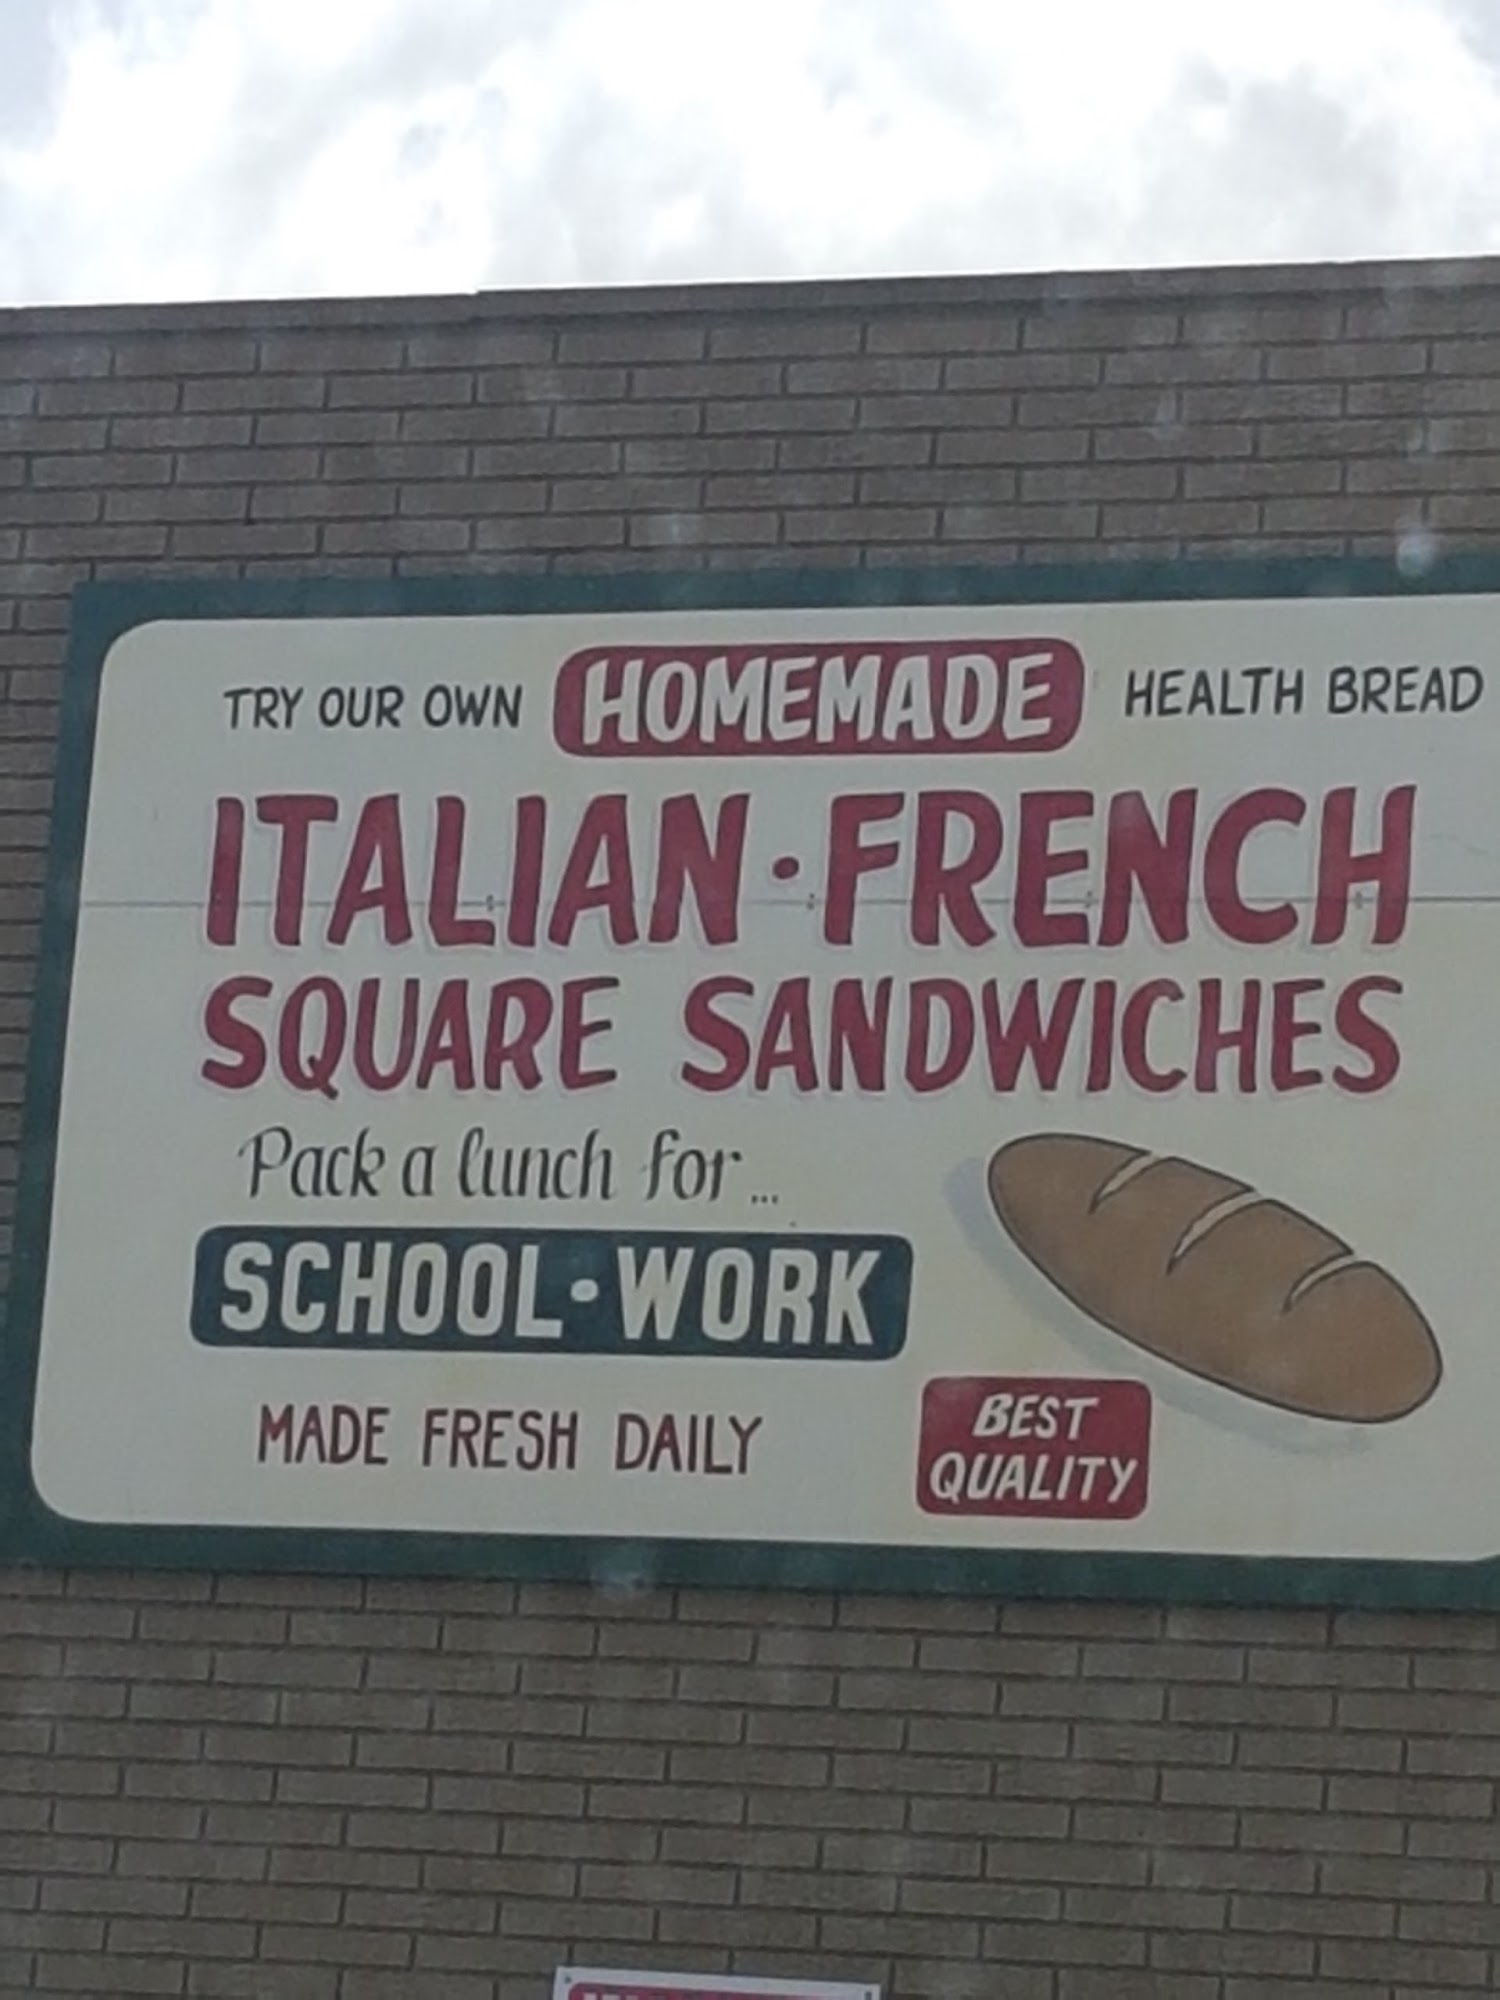 TRY OUR OWN HOMEMADE HEALTH BREAD
ITALIAN · FRENCH
SQUARE SANDWICHES
Pack a lunch for...
SCHOOL · WORK
MADE FRESH DAILY
BEST
QUALITY